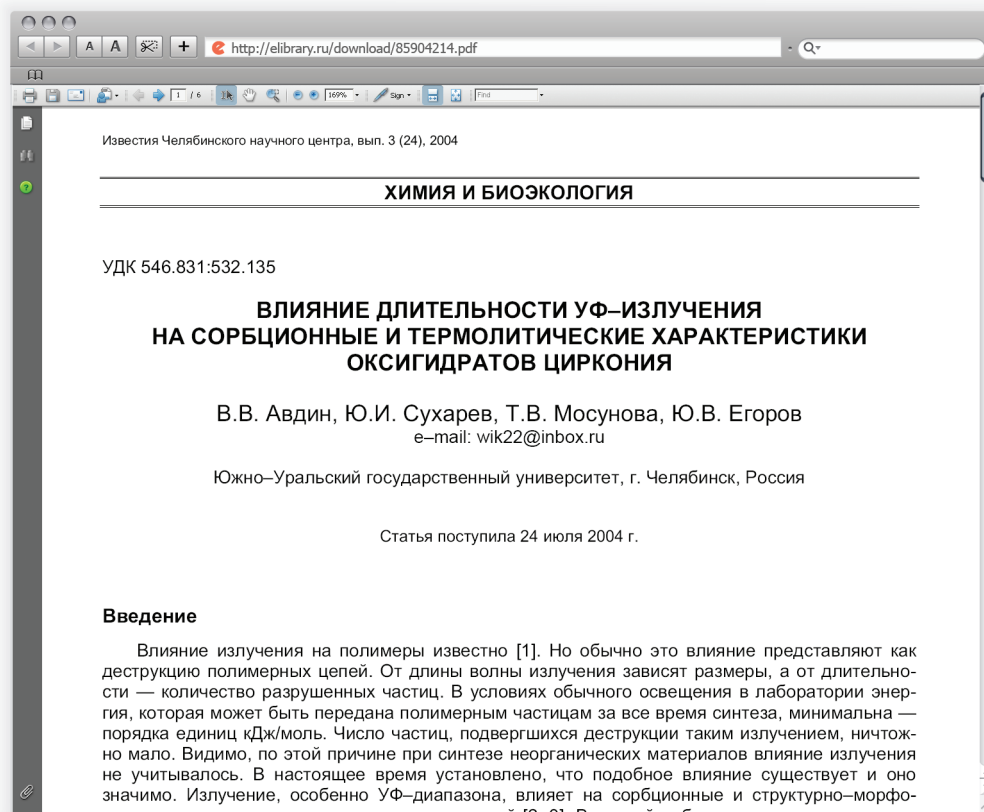 A A + http://elibrary.ru/download/85904214.pdf
1 / 6 169% Sign Find
Известия Челябинского научного центра, вып. 3 (24), 2004
ХИМИЯ И БИОЭКОЛОГИЯ
УДК 546.831:532.135
ВЛИЯНИЕ ДЛИТЕЛЬНОСТИ УФ–ИЗЛУЧЕНИЯ
НА СОРБЦИОННЫЕ И ТЕРМОЛИТИЧЕСКИЕ ХАРАКТЕРИСТИКИ
ОКСИГИДРАТОВ ЦИРКОНИЯ
В.В. Авдин, Ю.И. Сухарев, Т.В. Мосунова, Ю.В. Егоров
e–mail: wik22@inbox.ru
Южно–Уральский государственный университет, г. Челябинск, Россия
Статья поступила 24 июля 2004 г.
Введение
Влияние излучения на полимеры известно [1]. Но обычно это влияние представляют как
деструкцию полимерных цепей. От длины волны излучения зависят размеры, а от длительно-
сти — количество разрушенных частиц. В условиях обычного освещения в лаборатории энер-
гия, которая может быть передана полимерным частицам за все время синтеза, минимальна —
порядка единиц кДж/моль. Число частиц, подвергшихся деструкции таким излучением, ничтож-
но мало. Видимо, по этой причине при синтезе неорганических материалов влияние излучения
не учитывалось. В настоящее время установлено, что подобное влияние существует и оно
значимо. Излучение, особенно УФ–диапазона, влияет на сорбционные и структурно–морфо-